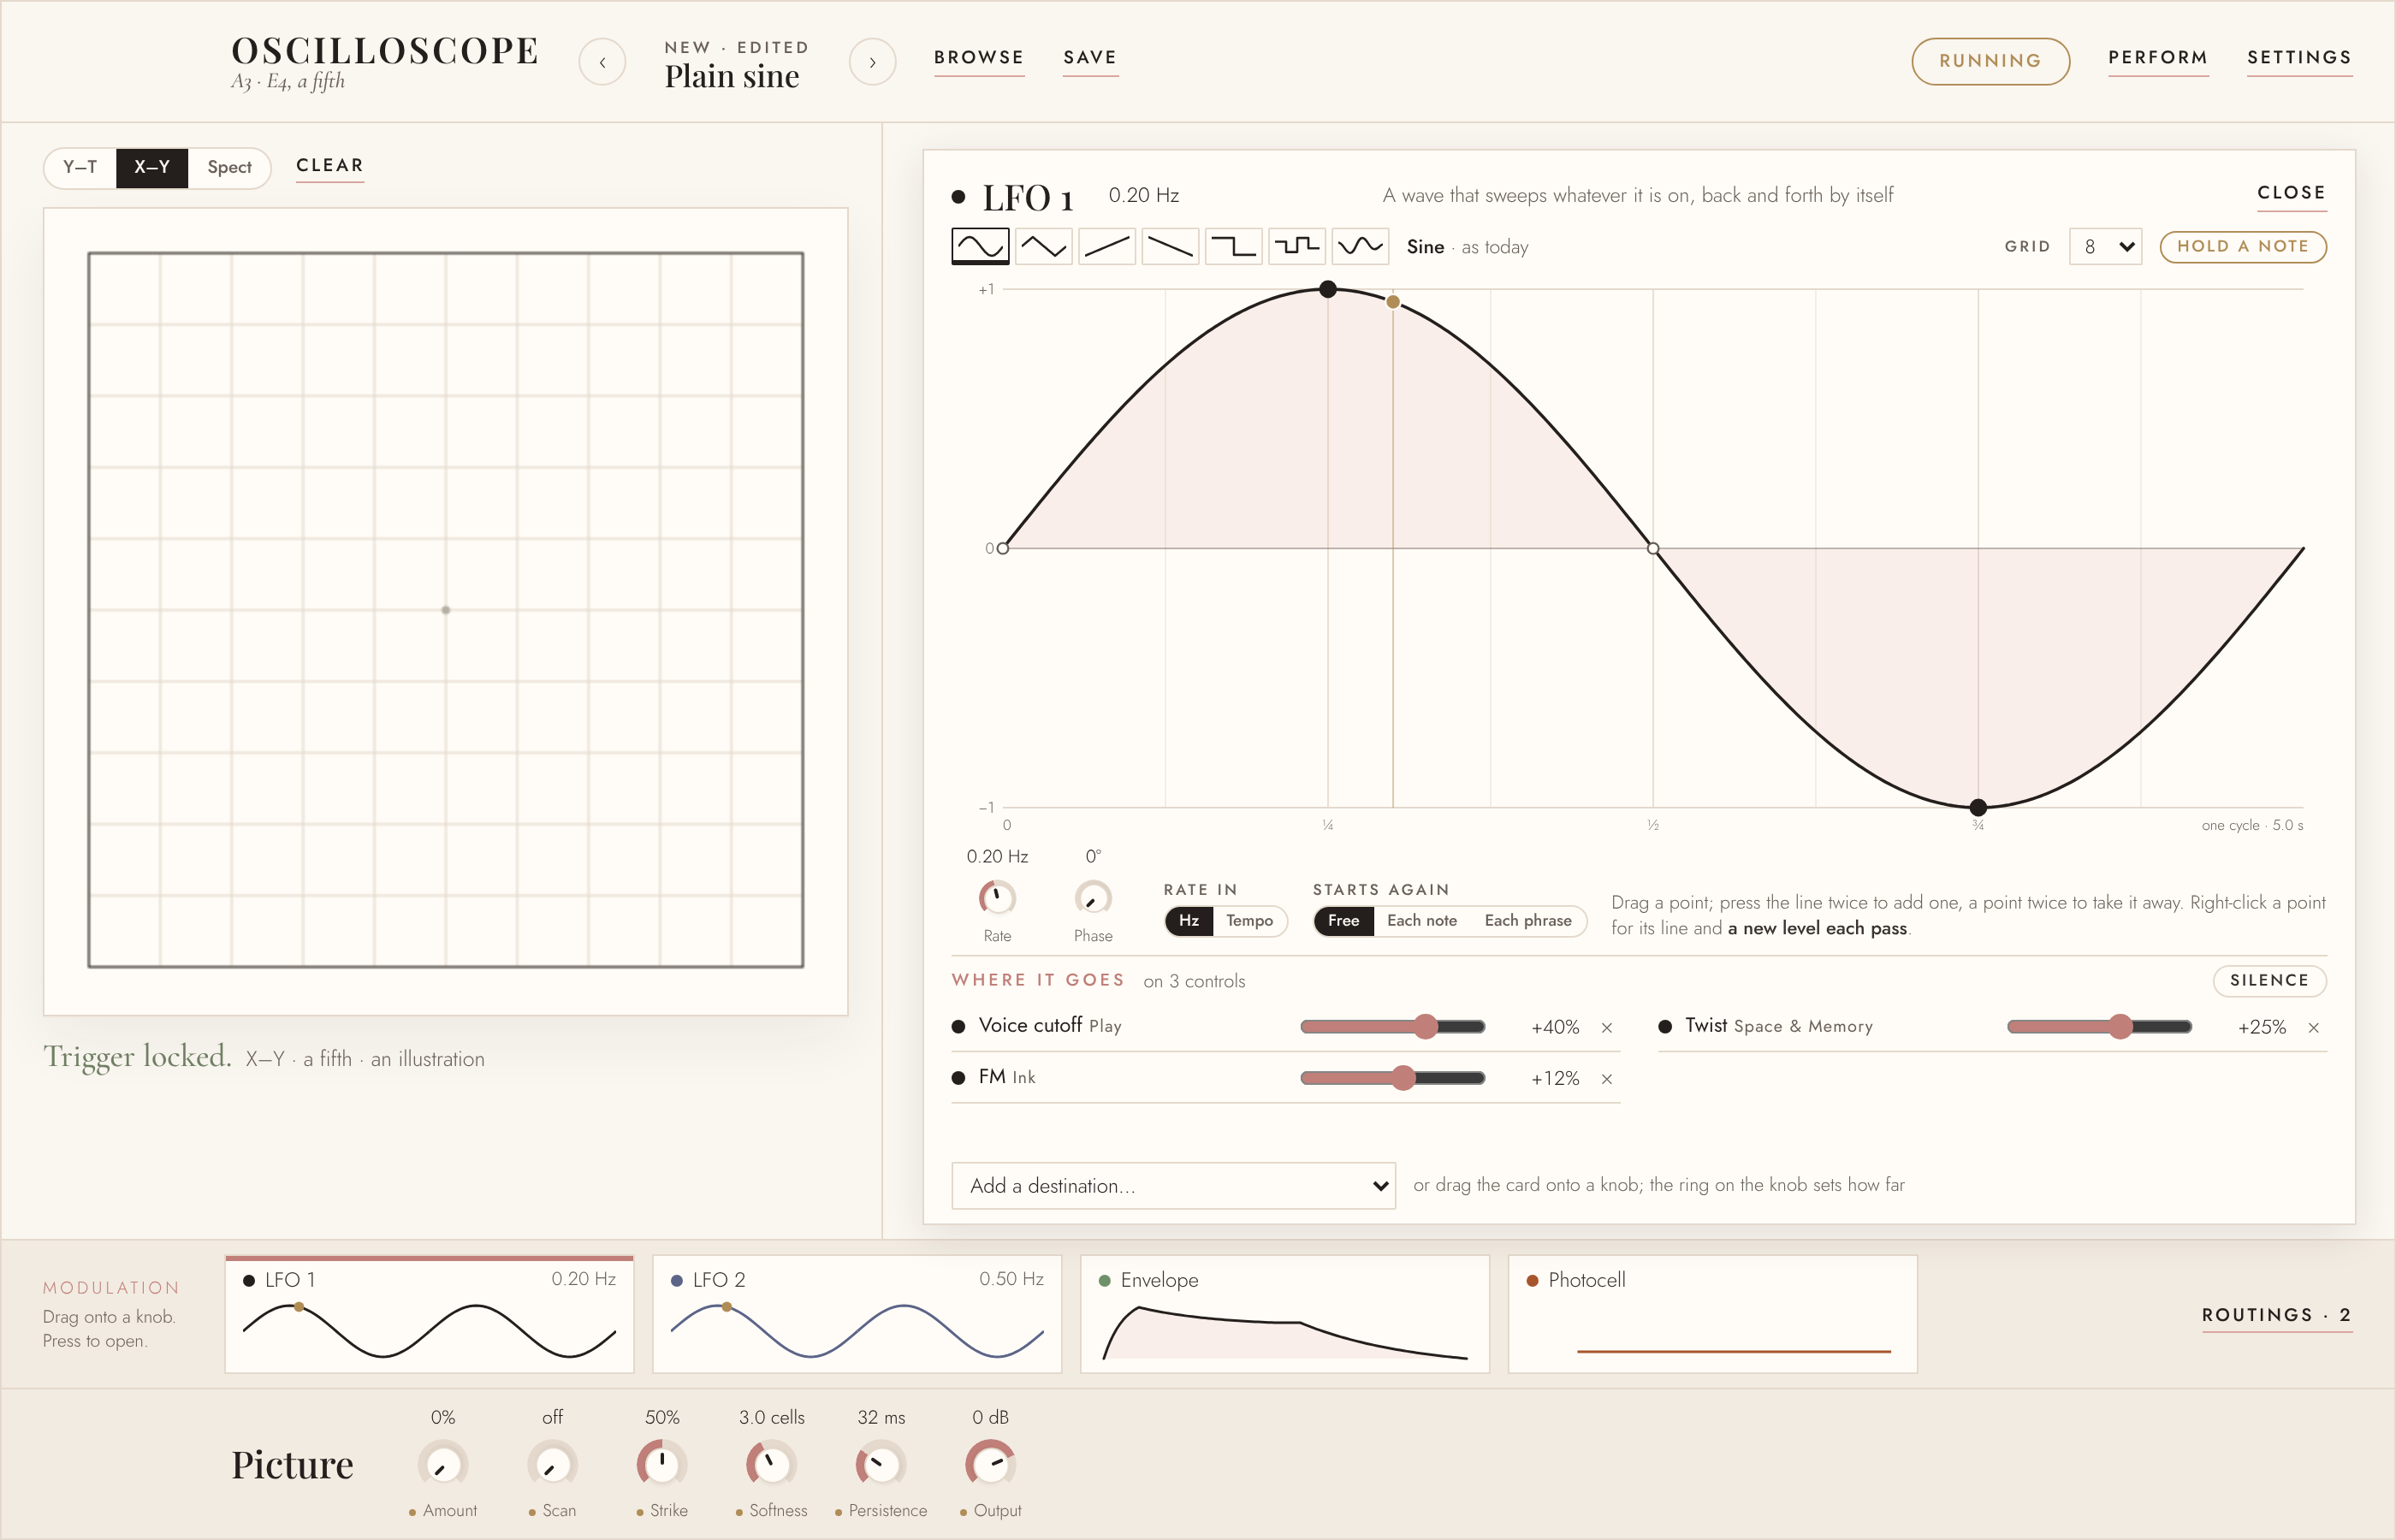 OSCILLOSCOPE
A3 · E4, a fifth
‹
NEW · EDITED
Plain sine
›
BROWSE
SAVE
RUNNING
PERFORM
SETTINGS
Y–T
X–Y
Spect
CLEAR
Trigger locked. X–Y · a fifth · an illustration
LFO 1
0.20 Hz
A wave that sweeps whatever it is on, back and forth by itself
CLOSE
Sine · as today
GRID
8
HOLD A NOTE
+1
0
−1
0
¼
½
¾
one cycle · 5.0 s
0.20 Hz
Rate
0°
Phase
RATE IN
Hz
Tempo
STARTS AGAIN
Free
Each note
Each phrase
Drag a point; press the line twice to add one, a point twice to take it away. Right-click a point
for its line and a new level each pass.
WHERE IT GOES
on 3 controls
SILENCE
Voice cutoff Play
+40% ×
Twist Space & Memory
+25% ×
FM Ink
+12% ×
Add a destination...
or drag the card onto a knob; the ring on the knob sets how far
MODULATION
Drag onto a knob.
Press to open.
LFO 1
0.20 Hz
LFO 2
0.50 Hz
Envelope
Photocell
ROUTINGS · 2
Picture
0%
Amount
off
Scan
50%
Strike
3.0 cells
Softness
32 ms
Persistence
0 dB
Output